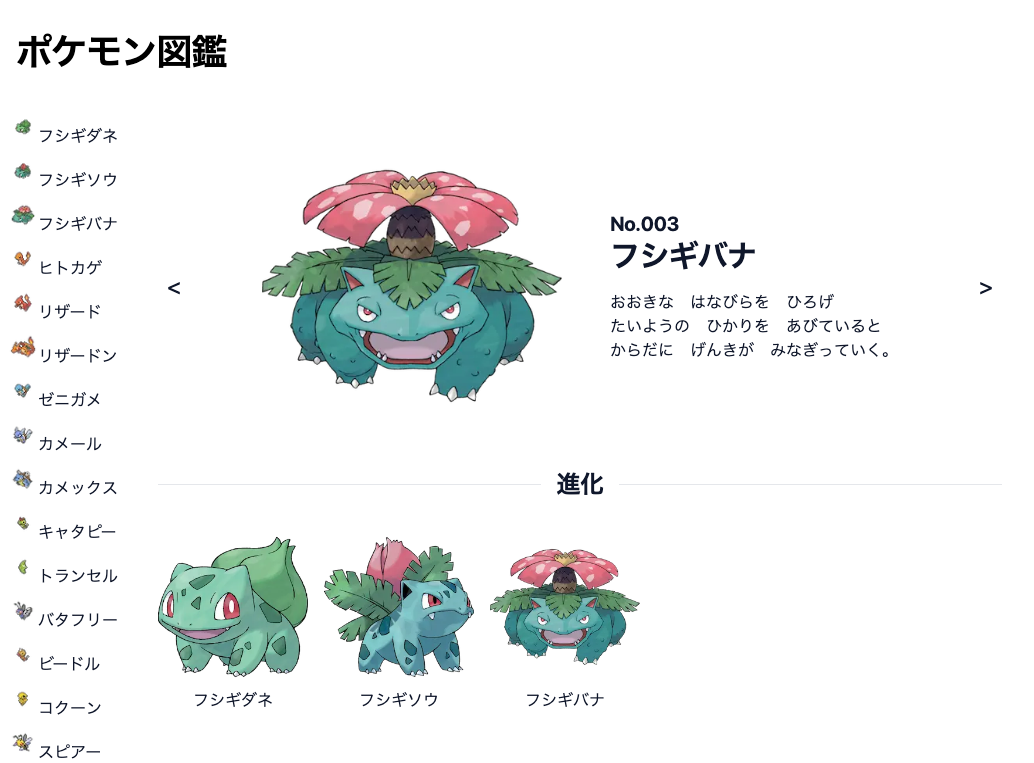 ポケモン図鑑
フシギダネ
フシギソウ
フシギバナ
ヒトカゲ
リザード
リザードン
ゼニガメ
カメール
カメックス
キャタピー
トランセル
バタフリー
ビードル
コクーン
スピアー
<
No.003
フシギバナ
おおきな　はなびらを　ひろげ
たいようの　ひかりを　あびていると
からだに　げんきが　みなぎっていく。
>
進化
フシギダネ
フシギソウ
フシギバナ